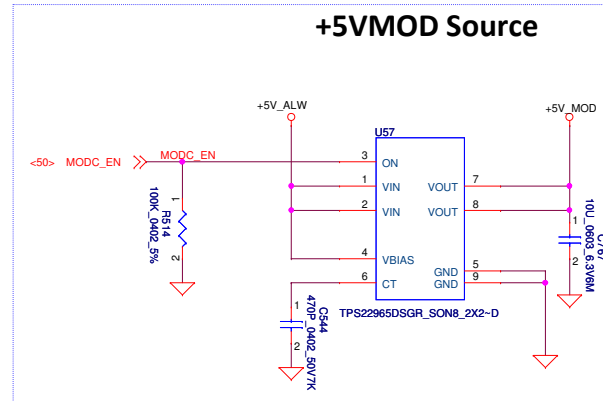 +5VMOD Source
+5V_ALW
+5V_MOD
U57
<50> MODC_EN
MODC_EN
3 ON
1 VIN
VOUT 7
2 VIN
VOUT 8
4 VBIAS
GND 5
6 CT
GND 9
TPS22965DSGR_SON8_2X2~D
1
R514
100K_0402_5%
2
1
C544
470P_0402_50V7K
2
1
10U_0603_6.3V6M
2